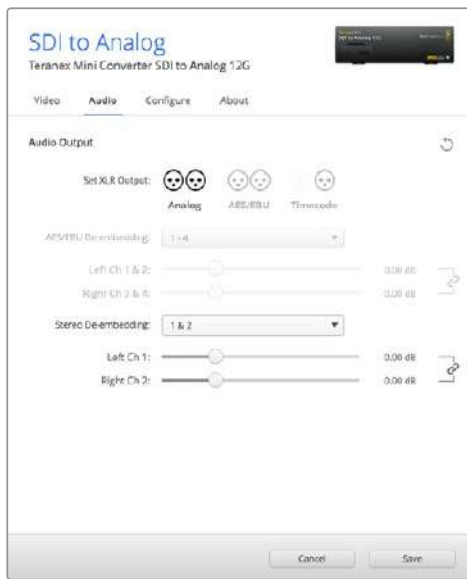 SDI to Analog
Teranex Mini Converter SDI to Analog 12G
Video Audio Configure About
Audio Output
Set XLR Output:
Analog AES/EBU Timecode
AES/EBU De-embedding: 1 - 4
Left Ch 1 & 2: 0.00 dB
Right Ch 3 & 4: 0.00 dB
Stereo De-embedding: 1 & 2
Left Ch 1: 0.00 dB
Right Ch 2: 0.00 dB
Cancel Save